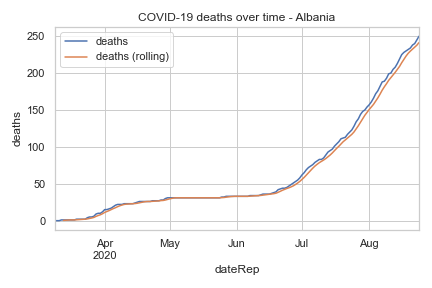 COVID-19 deaths over time - Albania
deaths
deaths (rolling)
250
200
150
100
50
0
deaths
Apr
2020
May
Jun
Jul
Aug
dateRep